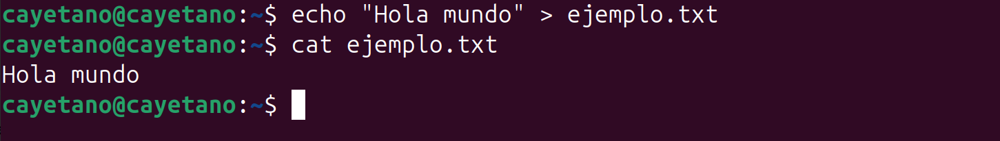 cayetano@cayetano:~$ echo "Hola mundo" > ejemplo.txt
cayetano@cayetano:~$ cat ejemplo.txt
Hola mundo
cayetano@cayetano:~$